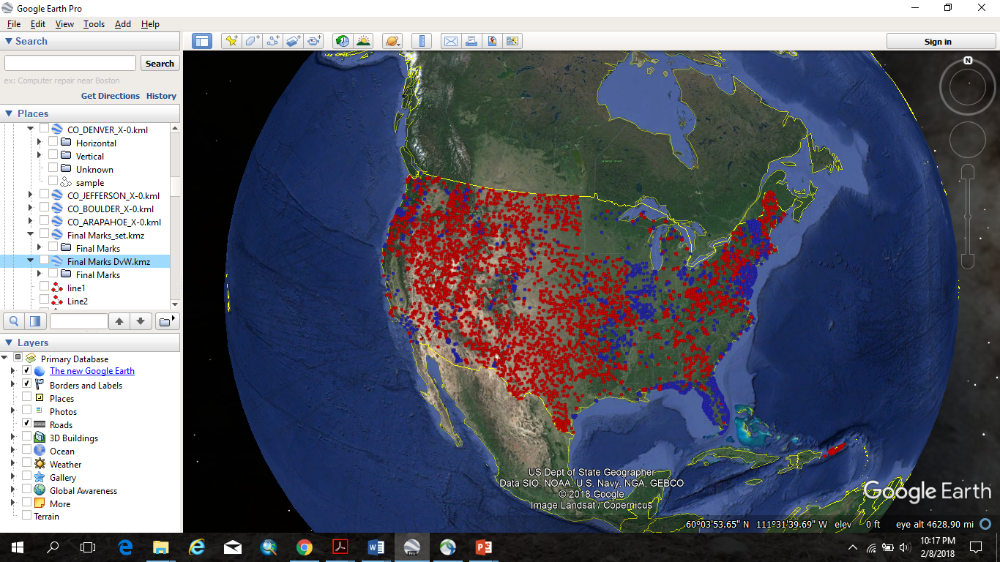 Google Earth Pro
File Edit View Tools Add Help
Search
Sign in
Search
ex: Computer repair near Boston
Get Directions History
Places
CO_DENVER_X-0.kml
Horizontal
Vertical
Unknown
sample
CO_JEFFERSON_X-0.kml
CO_BOULDER_X-0.kml
CO_ARAPAHOE_X-0.kml
Final Marks_set.kmz
Final Marks
Final Marks DvW.kmz
Final Marks
line1
Line2
Layers
Primary Database
The new Google Earth
Borders and Labels
Places
Photos
Roads
3D Buildings
Ocean
Weather
Gallery
Global Awareness
More
Terrain
N
US Dept of State Geographer
Data SIO, NOAA, U.S. Navy, NGA, GEBCO
© 2018 Google
Image Landsat / Copernicus
Google Earth
60°03'53.65" N 111°31'39.69" W elev 0 ft eye alt 4628.90 mi
10:17 PM
2/8/2018